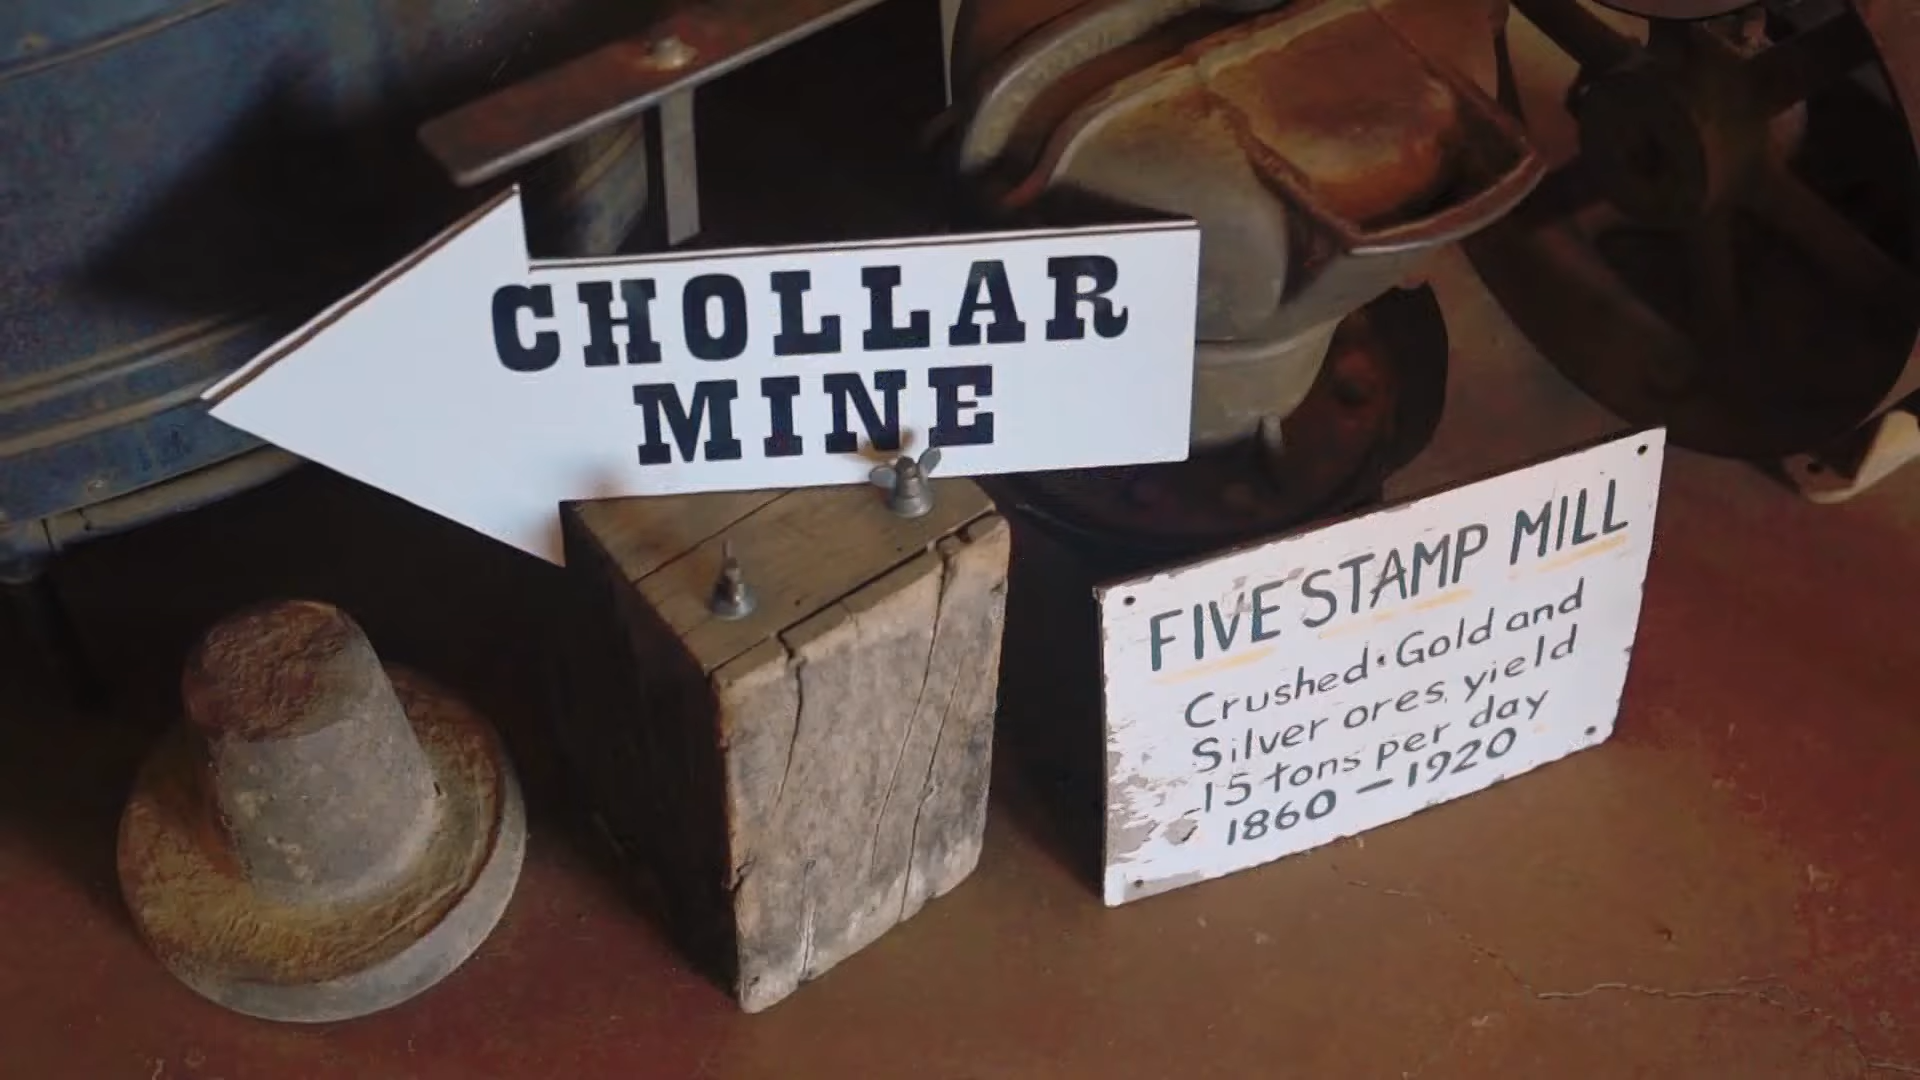 CHOLLAR
MINE
FIVE STAMP MILL
Crushed·Gold and
Silver ores, yield
15 tons per day
1860-1920